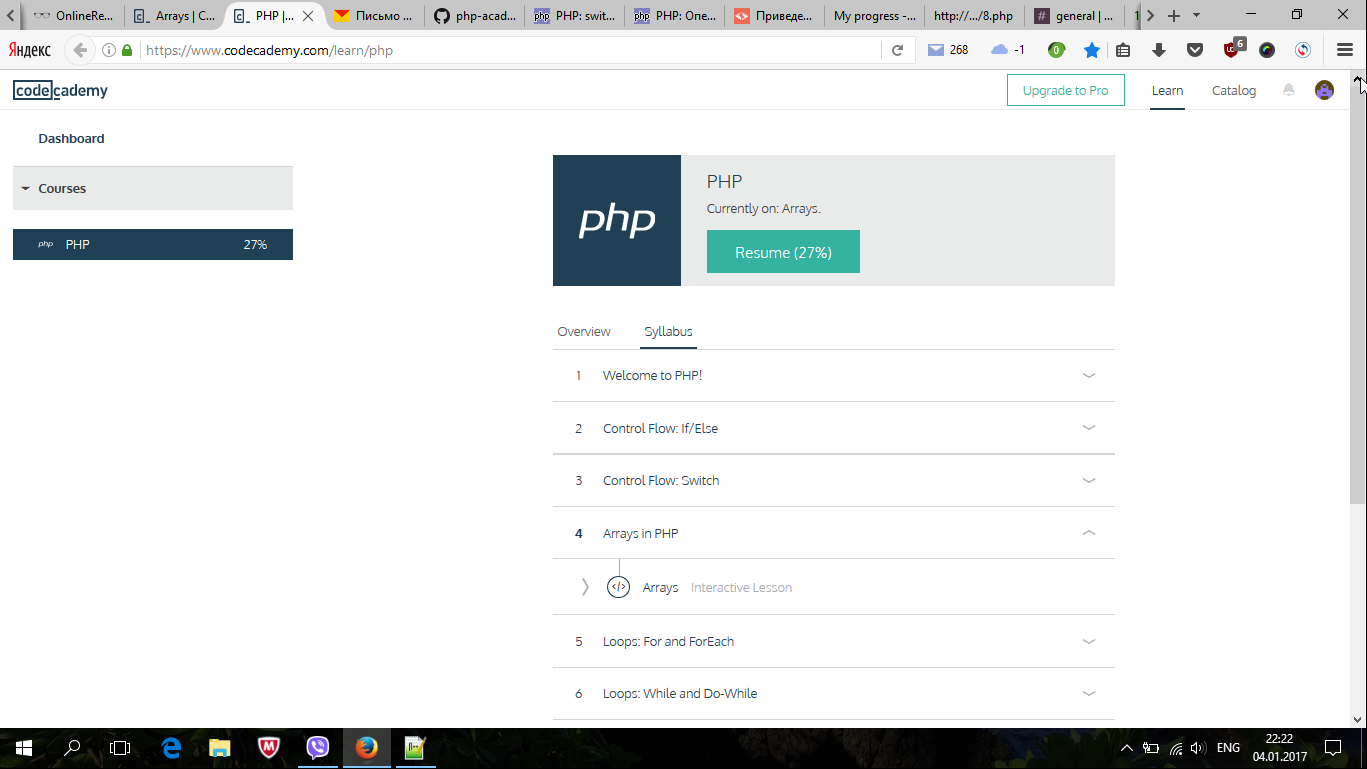 OnlineRe...
Arrays | C...
PHP |...
Письмо ...
php-acad...
php PHP: swit...
php PHP: Опе...
Приведе...
My progress -...
http://.../8.php
# general | ...
Яндекс
https://www.codecademy.com/learn/php
268
-1
0
6
codecademy
Upgrade to Pro
Learn
Catalog
Dashboard
Courses
php PHP 27%
php
PHP
Currently on: Arrays.
Resume (27%)
Overview
Syllabus
1 Welcome to PHP!
2 Control Flow: If/Else
3 Control Flow: Switch
4 Arrays in PHP
</> Arrays Interactive Lesson
5 Loops: For and ForEach
6 Loops: While and Do-While
ENG
22:22
04.01.2017